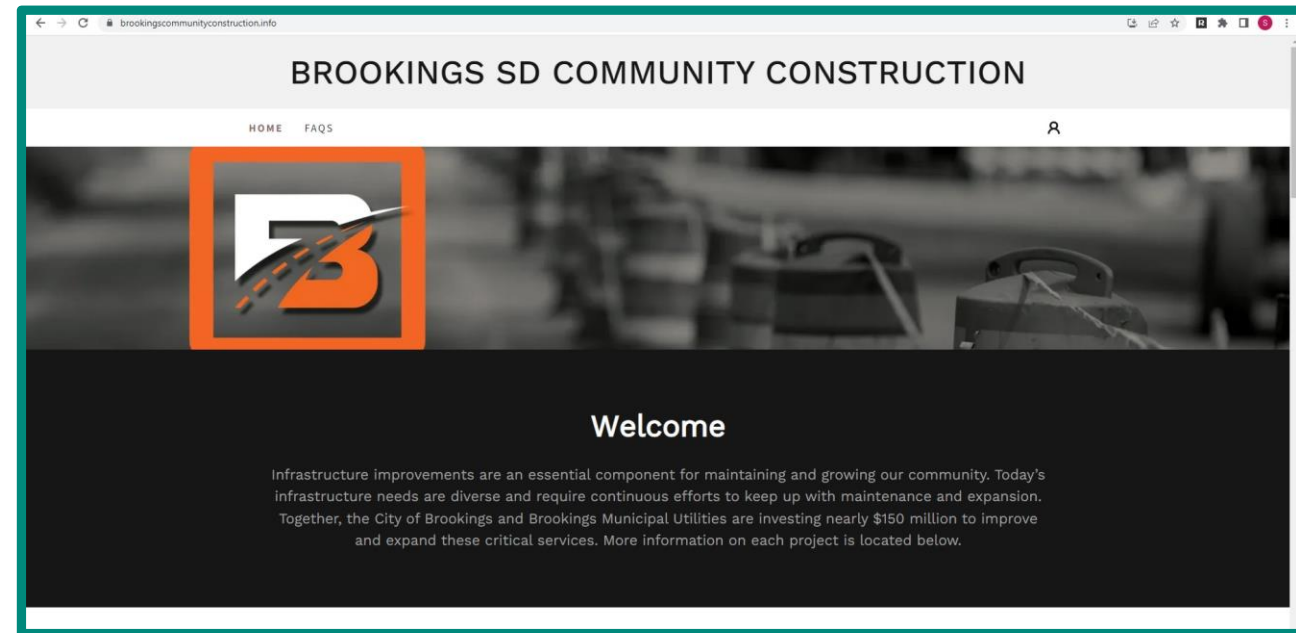 brookingscommunityconstruction.info
R
S
BROOKINGS SD COMMUNITY CONSTRUCTION
HOME FAQS
B
Welcome
Infrastructure improvements are an essential component for maintaining and growing our community. Today’s
infrastructure needs are diverse and require continuous efforts to keep up with maintenance and expansion.
Together, the City of Brookings and Brookings Municipal Utilities are investing nearly $150 million to improve
and expand these critical services. More information on each project is located below.